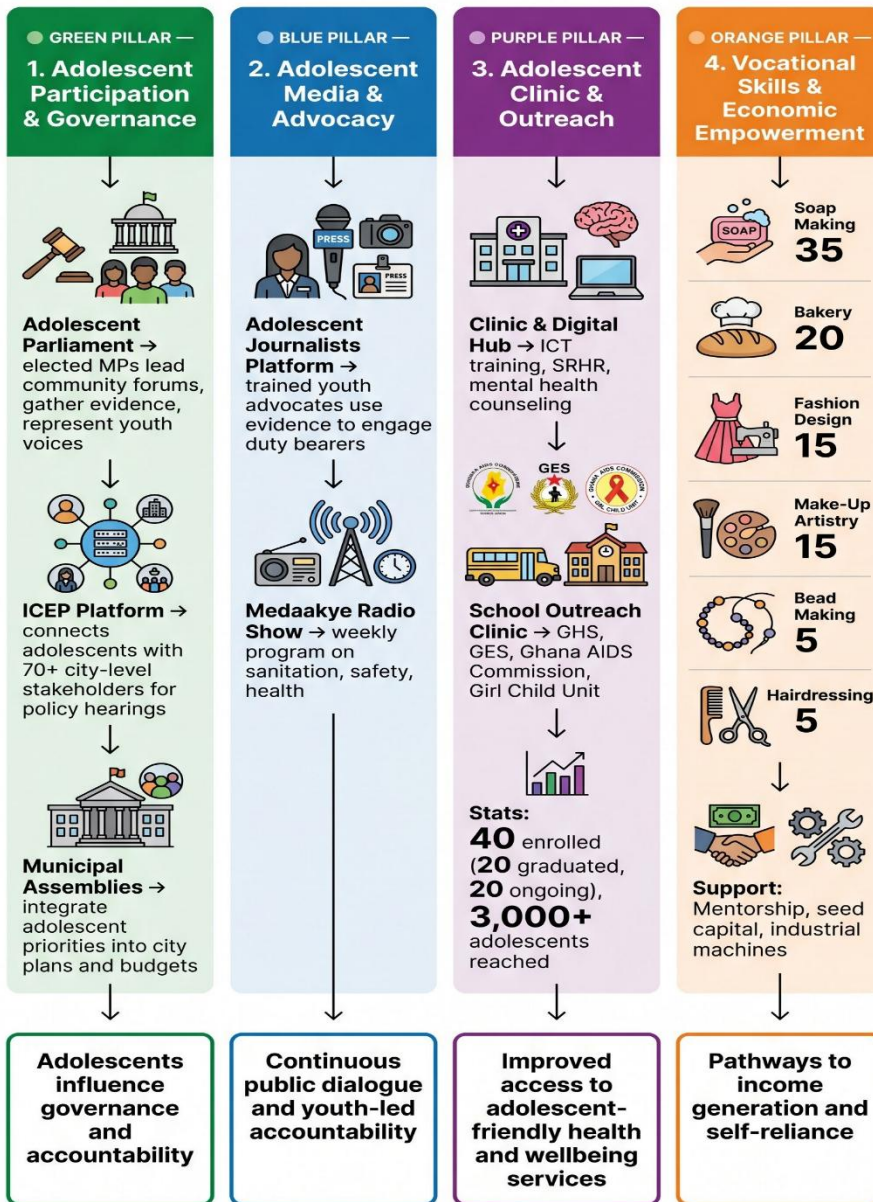 GREEN PILLAR —
1. Adolescent
Participation
& Governance
Adolescent
Parliament →
elected MPs lead
community forums,
gather evidence,
represent youth
voices
ICEP Platform →
connects
adolescents with
70+ city-level
stakeholders for
policy hearings
Municipal
Assemblies →
integrate
adolescent
priorities into city
plans and budgets
Adolescents
influence
governance
and
accountability
BLUE PILLAR —
2. Adolescent
Media &
Advocacy
PRESS
PRESS
Adolescent
Journalists
Platform →
trained youth
advocates use
evidence to engage
duty bearers
Medaakye Radio
Show → weekly
program on
sanitation, safety,
health
Continuous
public dialogue
and youth-led
accountability
PURPLE PILLAR —
3. Adolescent
Clinic &
Outreach
Clinic & Digital
Hub → ICT
training, SRHR,
mental health
counseling
GES
GHANA AIDS COMMISSION
GIRL CHILD UNIT
School Outreach
Clinic → GHS,
GES, Ghana AIDS
Commission,
Girl Child Unit
Stats:
40 enrolled
(20 graduated,
20 ongoing),
3,000+
adolescents
reached
Improved
access to
adolescent-
friendly health
and wellbeing
services
ORANGE PILLAR —
4. Vocational
Skills &
Economic
Empowerment
SOAP
Soap
Making
35
Bakery
20
Fashion
Design
15
Make-Up
Artistry
15
Bead
Making
5
Hairdressing
5
Support:
Mentorship, seed
capital, industrial
machines
Pathways to
income
generation and
self-reliance